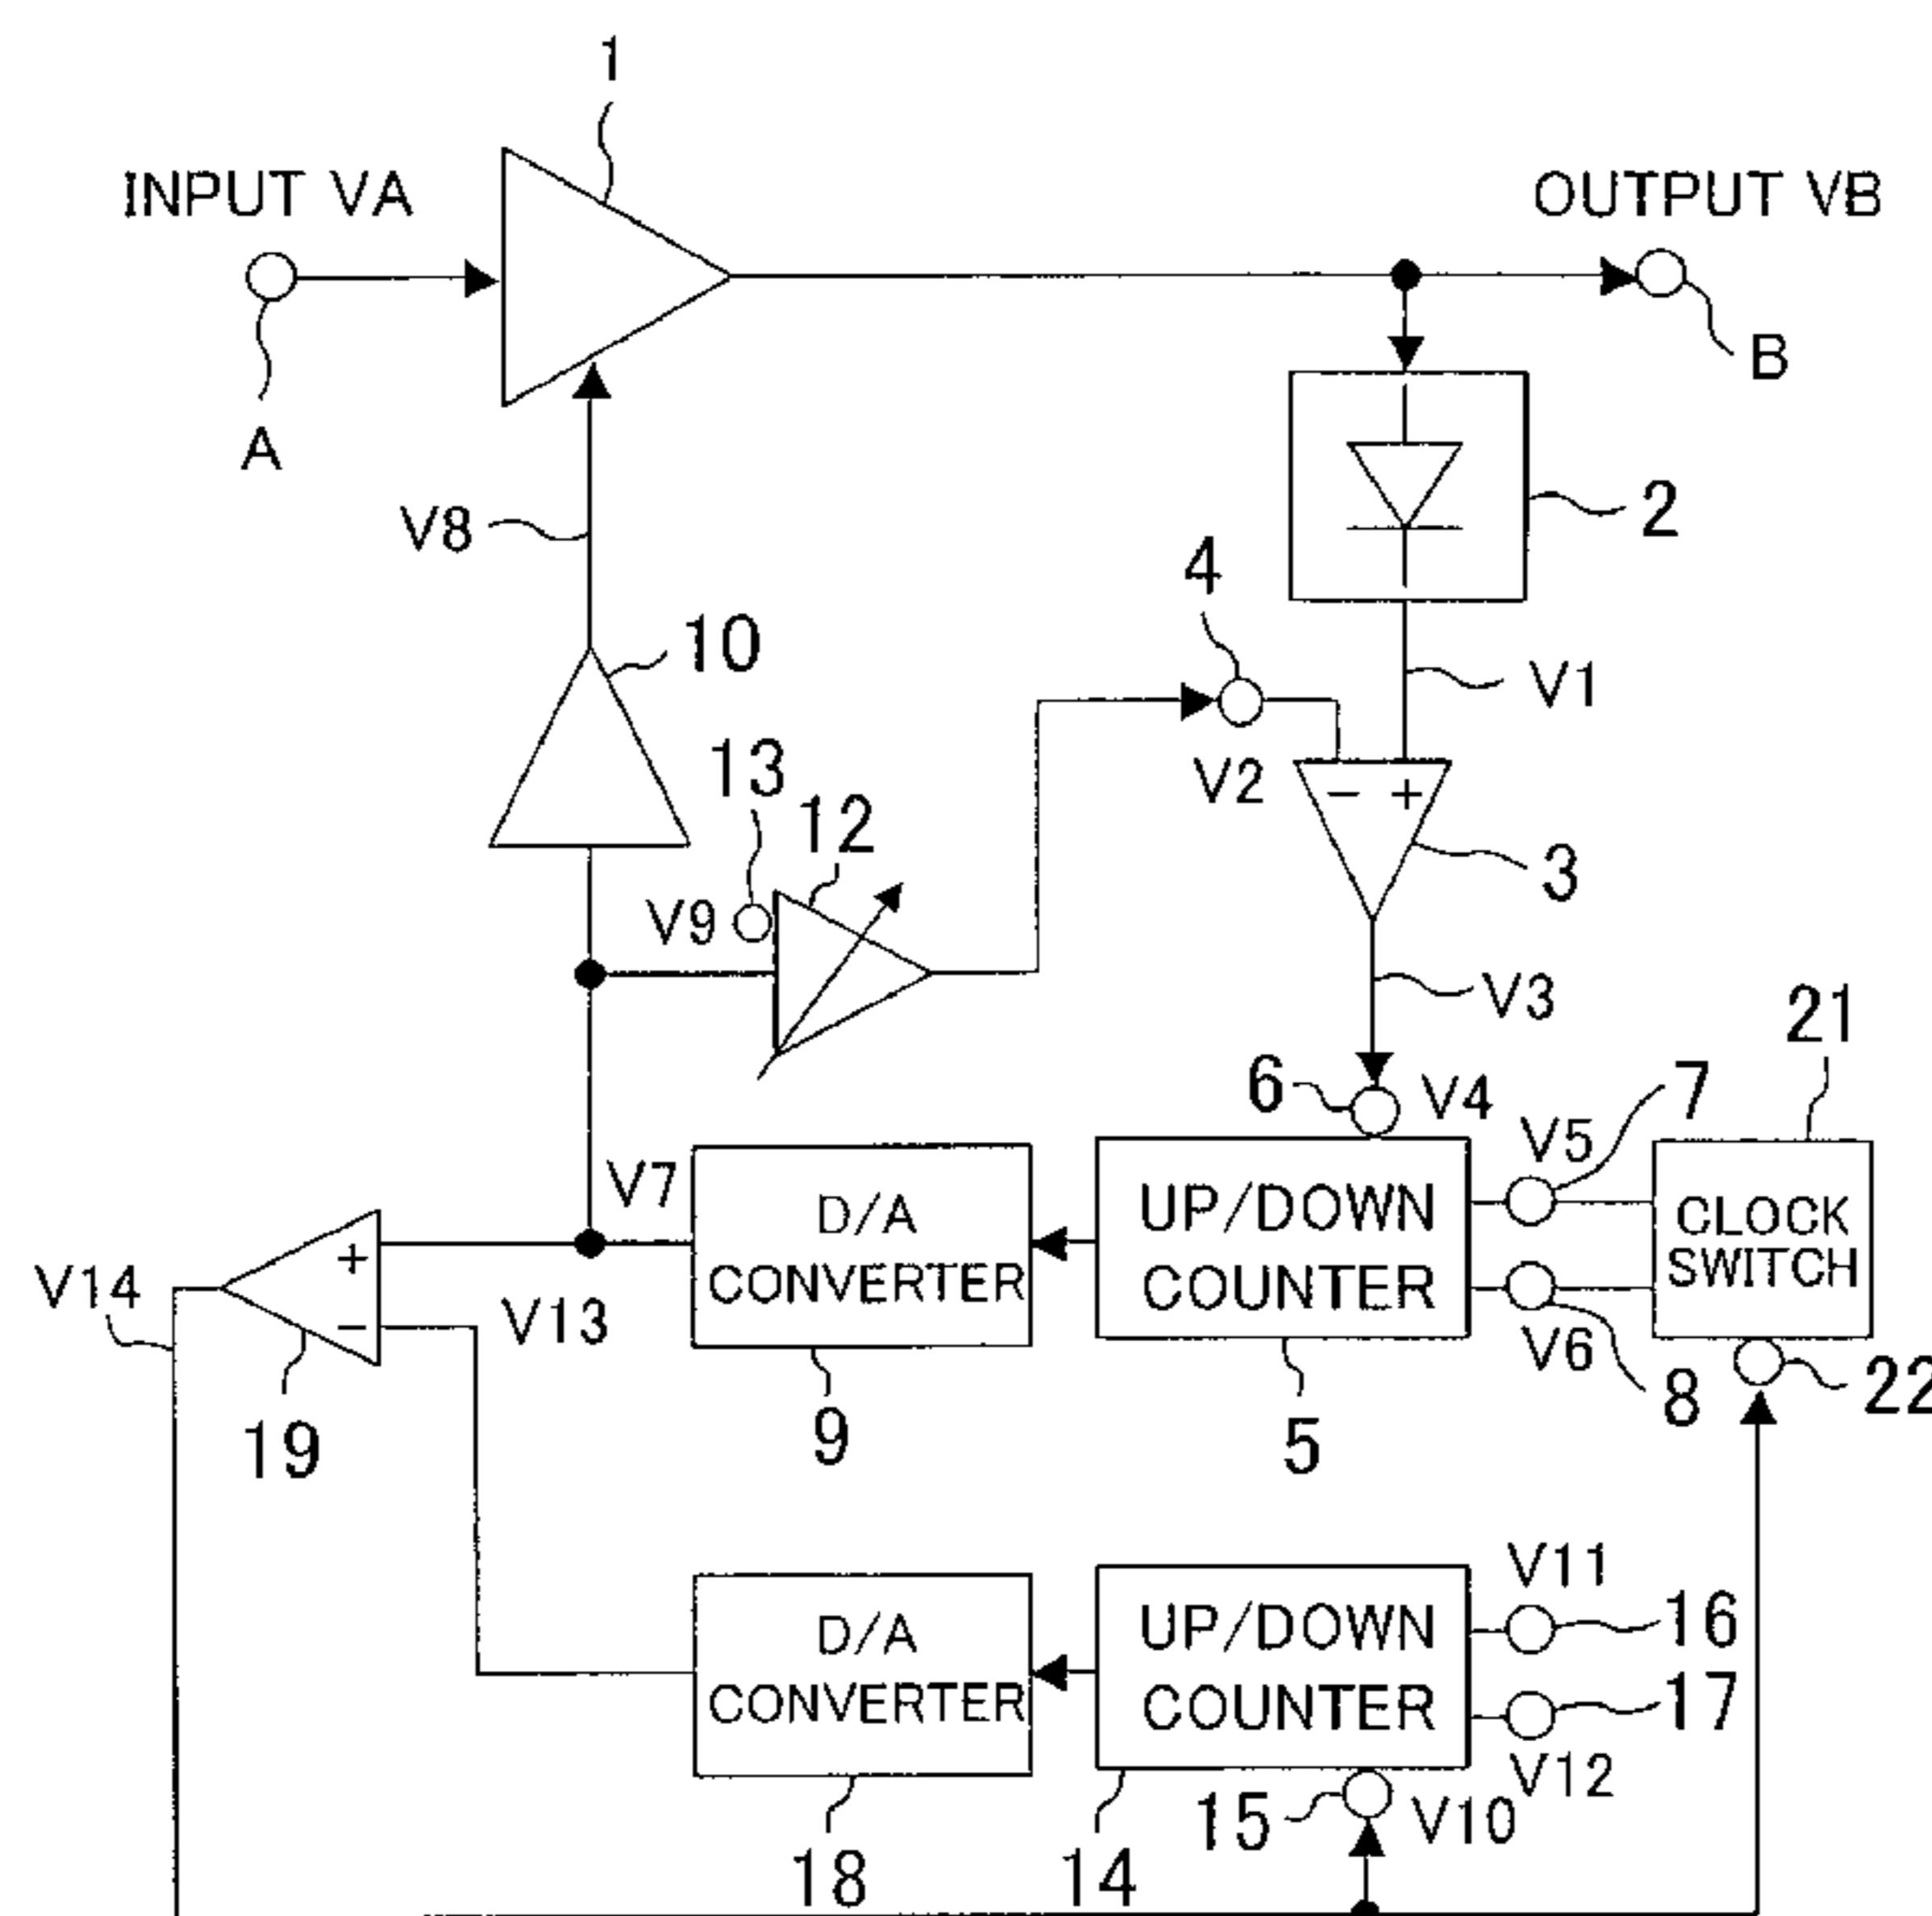 1
INPUT VA
OUTPUT VB
A
B
2
V8
4
10
V1
13
12
V2
- +
3
V9
V3
21
6
V4
7
V5
V7
D/A
CONVERTER
UP/DOWN
COUNTER
CLOCK
SWITCH
+
-
V14
V13
V6
8
22
19
9
5
V11
16
D/A
CONVERTER
UP/DOWN
COUNTER
17
V12
15
V10
18
14